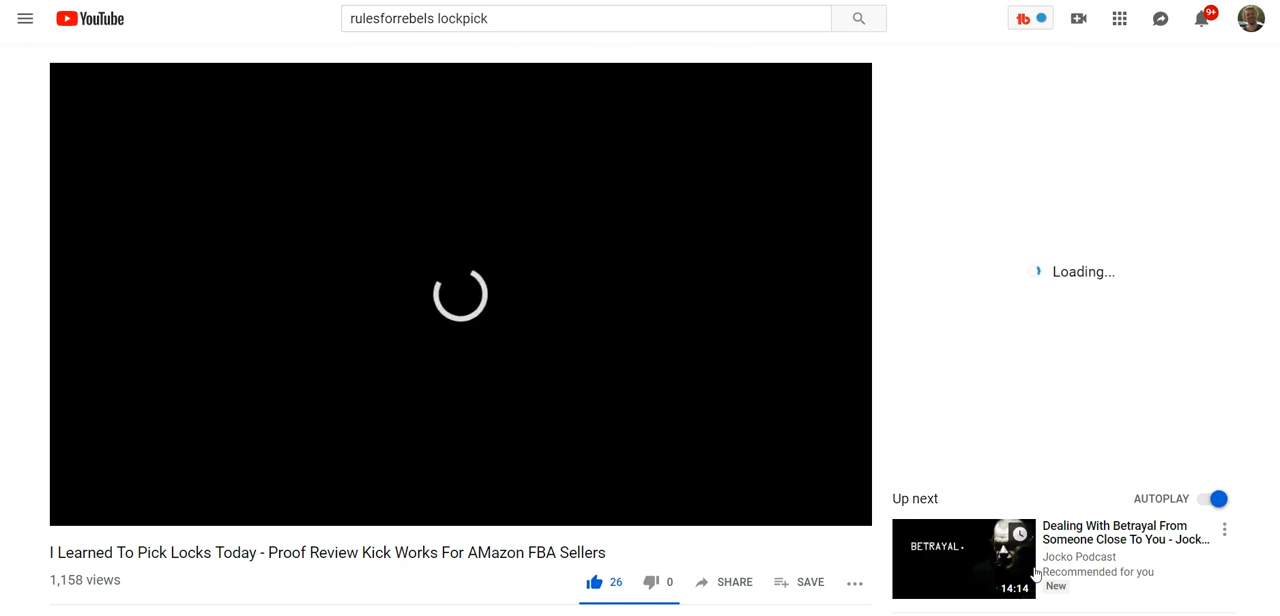 YouTube
rulesforrebels lockpick
tb
9+
Loading...
I Learned To Pick Locks Today - Proof Review Kick Works For AMazon FBA Sellers
1,158 views
26
0
SHARE
SAVE
Up next
AUTOPLAY
BETRAYAL.
14:14
Dealing With Betrayal From
Someone Close To You - Jock...
Jocko Podcast
Recommended for you
New